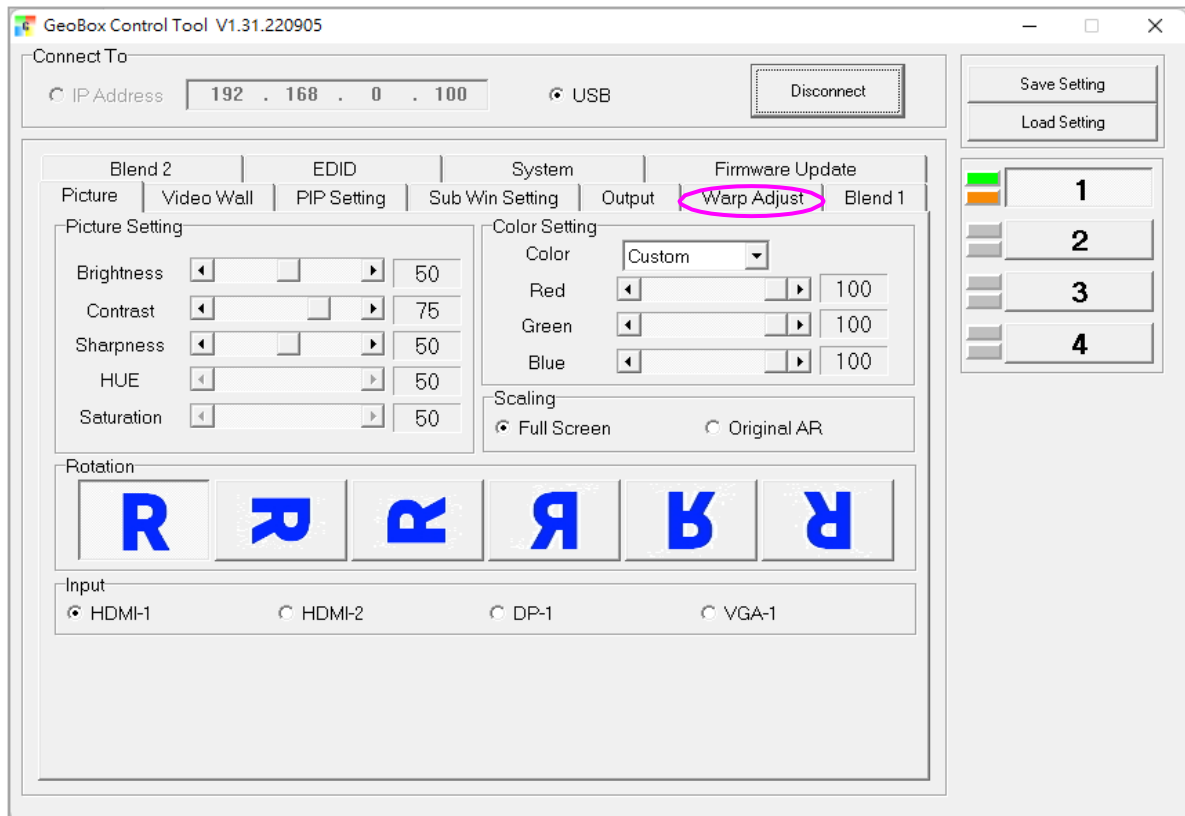 GeoBox Control Tool V1.31.220905
Connect To
IP Address 192 . 168 . 0 . 100 USB Disconnect
Save Setting
Load Setting
Blend 2 EDID System Firmware Update
Picture Video Wall PIP Setting Sub Win Setting Output Warp Adjust Blend 1
Picture Setting
Brightness 50
Contrast 75
Sharpness 50
HUE 50
Saturation 50
Color Setting
Color Custom
Red 100
Green 100
Blue 100
Scaling
Full Screen Original AR
Rotation
R R R R R R
Input
HDMI-1 HDMI-2 DP-1 VGA-1
1
2
3
4